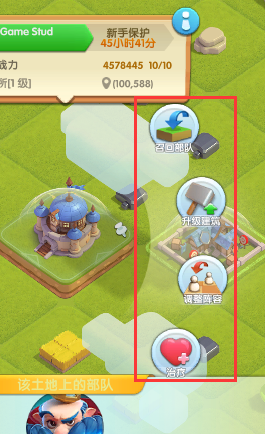 Game Stud
新手保护
45小时41分
战力
4578445 10/10
所[1 级]
(100,588)
召回部队
升级建筑
调整阵容
治疗
该土地上的部队